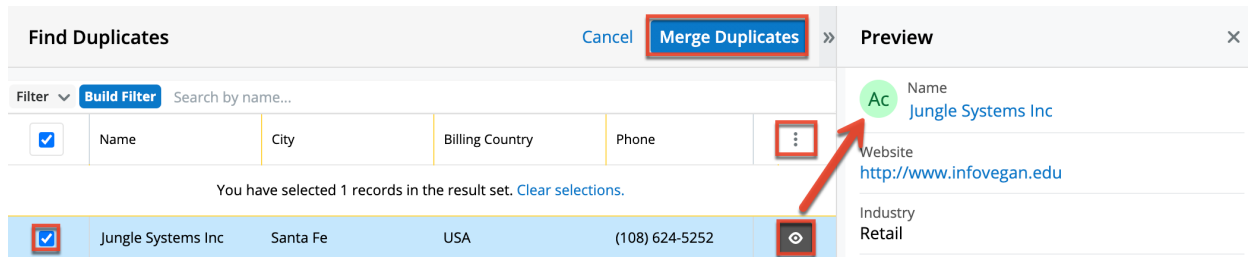 Find Duplicates
Cancel
Merge Duplicates
»
Preview
Filter
Build Filter
Search by name...
Name
City
Billing Country
Phone
You have selected 1 records in the result set. Clear selections.
Jungle Systems Inc
Santa Fe
USA
(108) 624-5252
Ac
Name
Jungle Systems Inc
Website
http://www.infovegan.edu
Industry
Retail